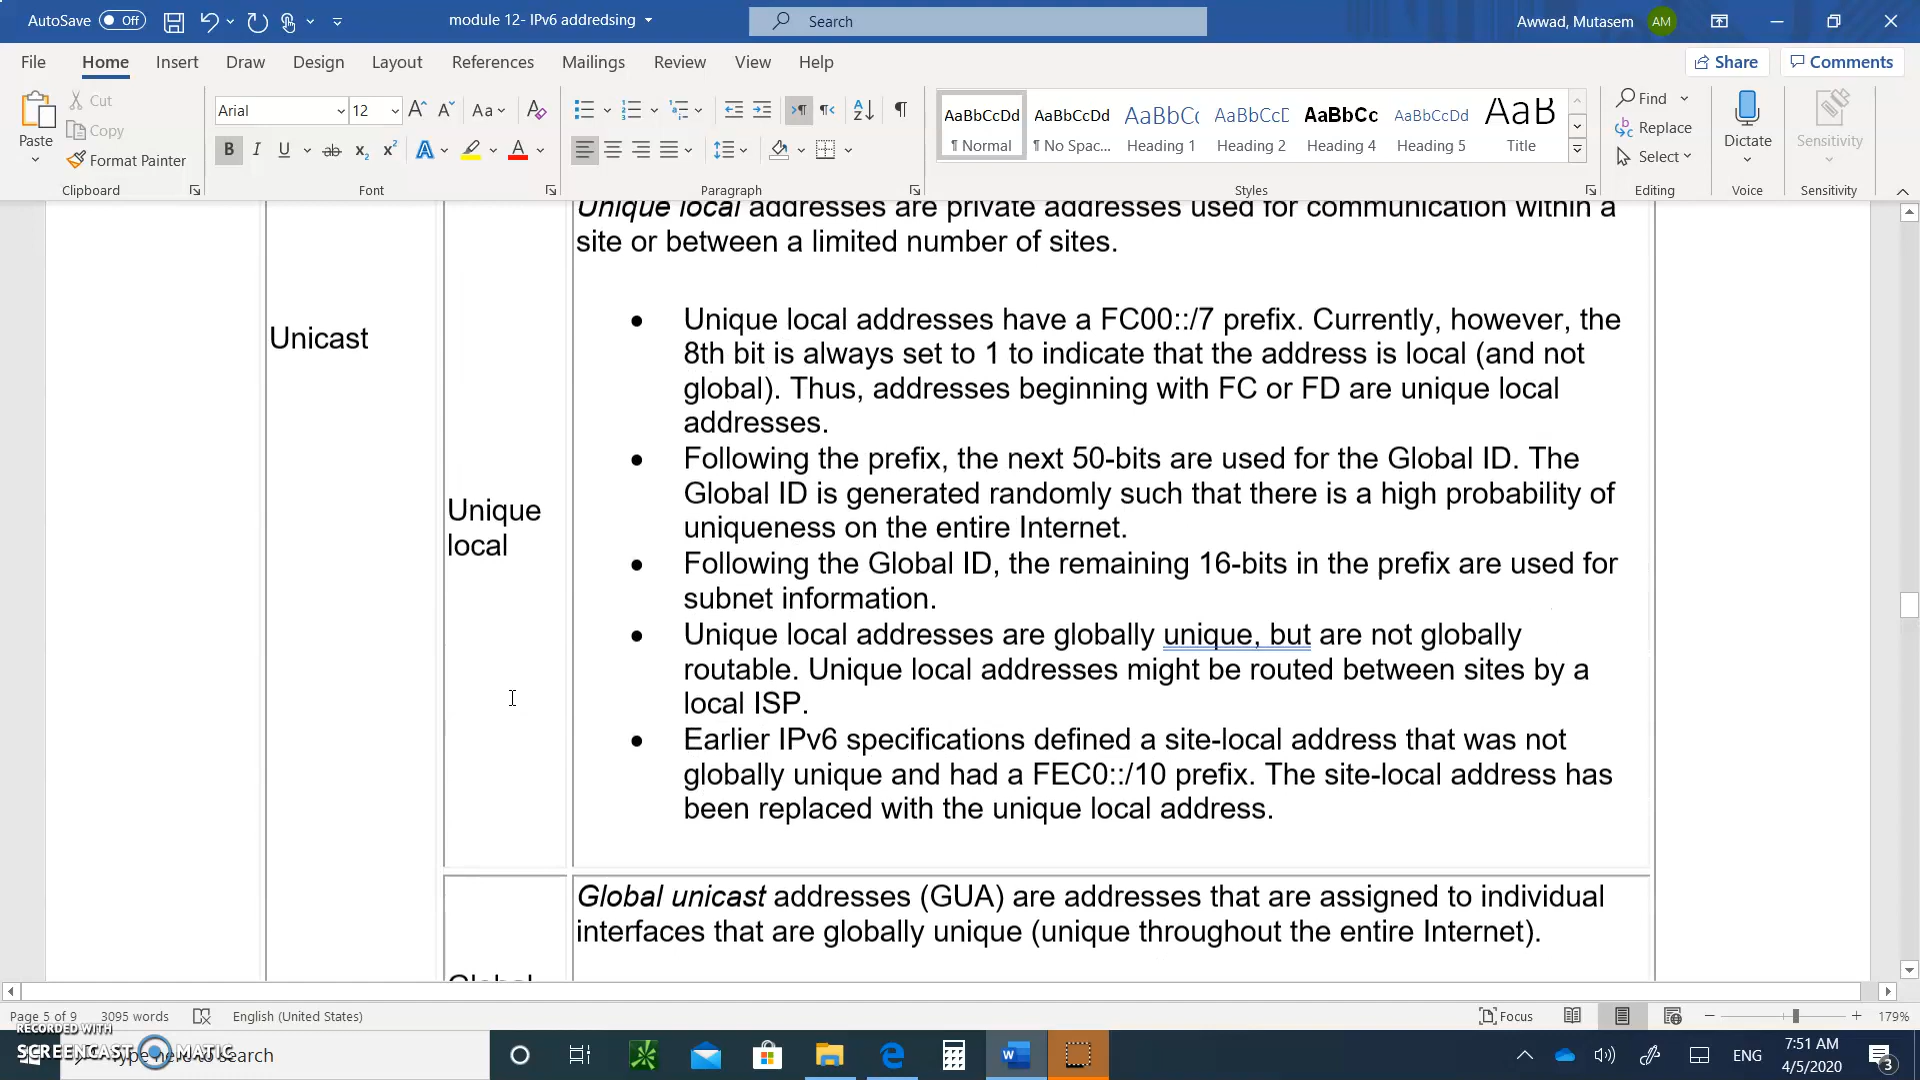 AutoSave Off module 12- IPv6 addredsing Search Awwad, Mutasem AM
File Home Insert Draw Design Layout References Mailings Review View Help Share Comments
Paste Cut Copy Format Painter
Arial 12 Aa
B I U ab x2 x2 A A
AaBbCcDd AaBbCcDd AaBbCc AaBbCcD AaBbCc AaBbCcDd AaB
¶ Normal ¶ No Spac... Heading 1 Heading 2 Heading 4 Heading 5 Title
Find Replace Select Dictate Sensitivity
Clipboard Font Paragraph Styles Editing Voice Sensitivity
Unique local addresses are private addresses used for communication within a
site or between a limited number of sites.
Unicast
Unique
local
• Unique local addresses have a FC00::/7 prefix. Currently, however, the
8th bit is always set to 1 to indicate that the address is local (and not
global). Thus, addresses beginning with FC or FD are unique local
addresses.
• Following the prefix, the next 50-bits are used for the Global ID. The
Global ID is generated randomly such that there is a high probability of
uniqueness on the entire Internet.
• Following the Global ID, the remaining 16-bits in the prefix are used for
subnet information.
• Unique local addresses are globally unique, but are not globally
routable. Unique local addresses might be routed between sites by a
local ISP.
• Earlier IPv6 specifications defined a site-local address that was not
globally unique and had a FEC0::/10 prefix. The site-local address has
been replaced with the unique local address.
Global unicast addresses (GUA) are addresses that are assigned to individual
interfaces that are globally unique (unique throughout the entire Internet).
Global
Page 5 of 9 3095 words English (United States) Focus 179%
RECORDED WITH
SCREENCAST MATIC
Type here to search
ENG 7:51 AM
4/5/2020 3